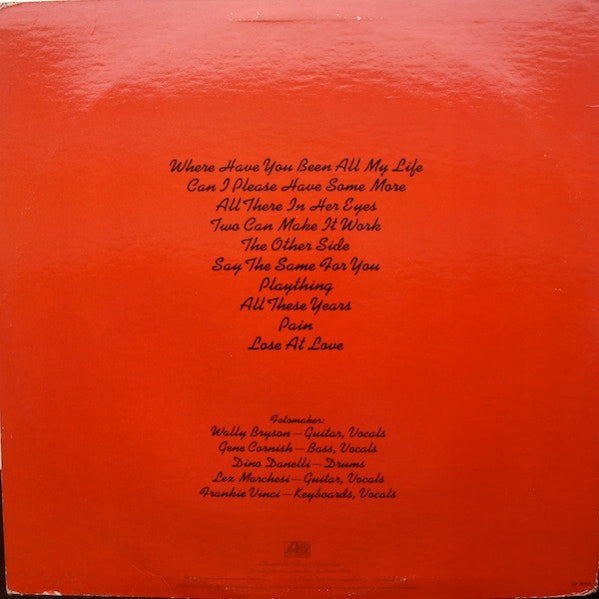 Where Have You Been All My Life
Can I Please Have Some More
All There In Her Eyes
Two Can Make It Work
The Other Side
Say The Same For You
Plaything
All These Years
Pain
Lose At Love
Fotomaker:
Wally Bryson—Guitar, Vocals
Gene Cornish—Bass, Vocals
Dino Danelli—Drums
Lex Marchesi—Guitar, Vocals
Frankie Vinci—Keyboards, Vocals